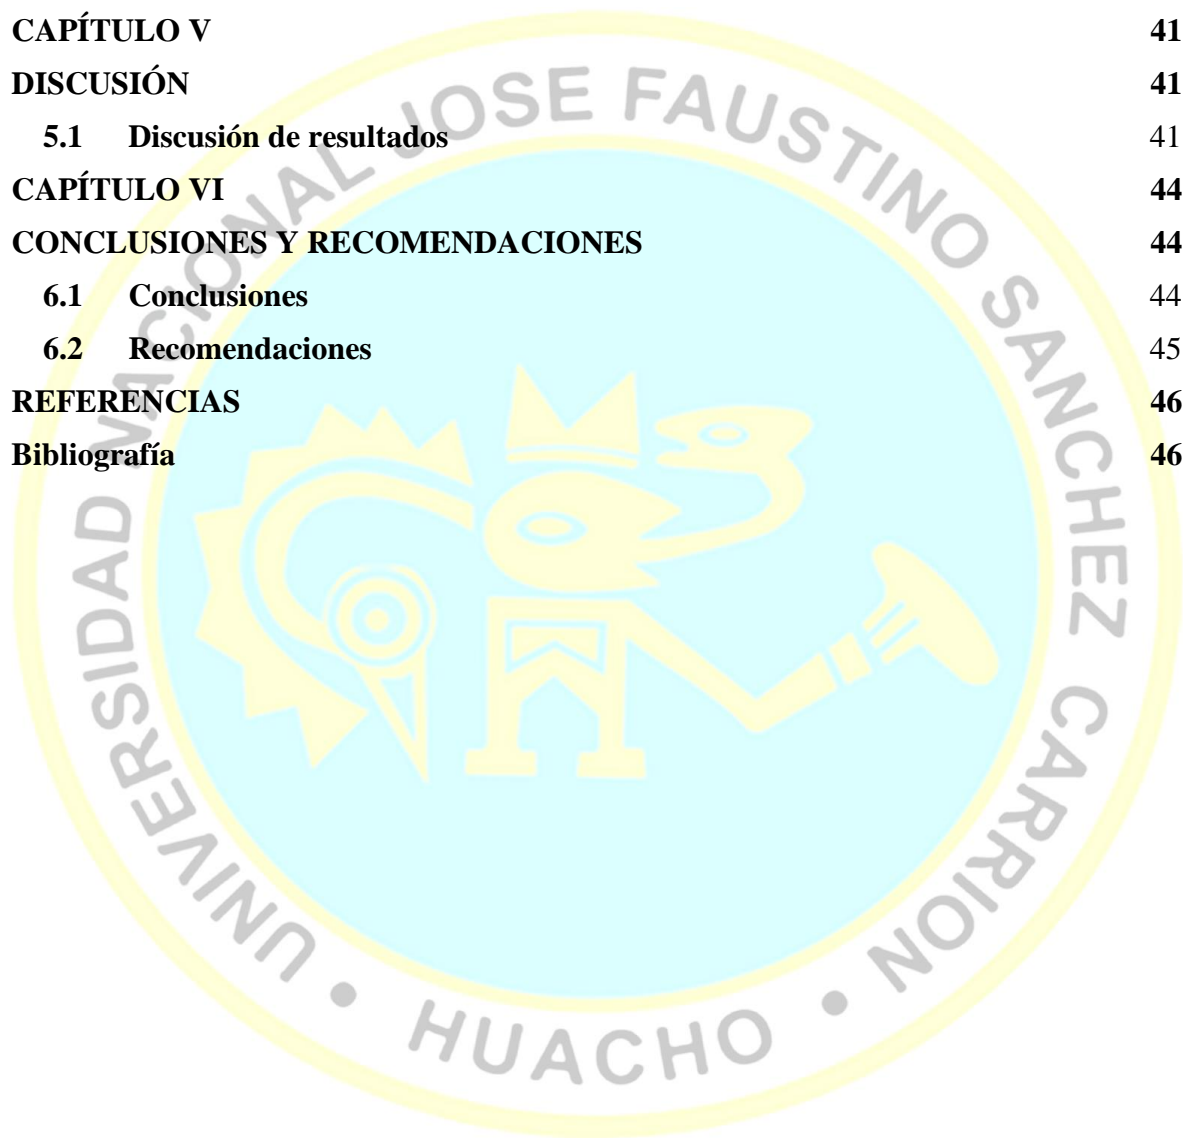 CAPÍTULO V 41
DISCUSIÓN 41
5.1 Discusión de resultados 41
CAPÍTULO VI 44
CONCLUSIONES Y RECOMENDACIONES 44
6.1 Conclusiones 44
6.2 Recomendaciones 45
REFERENCIAS 46
Bibliografía 46
UNIVERSIDAD NACIONAL JOSE FAUSTINO SANCHEZ CARRION • HUACHO •